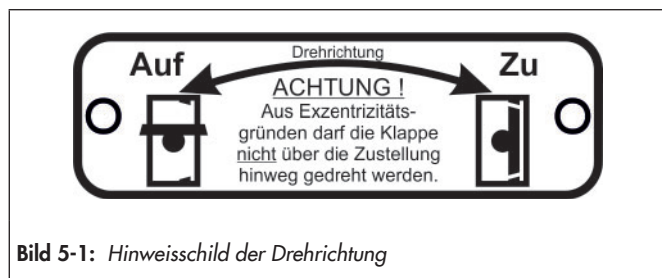 Drehrichtung
Auf
Zu
ACHTUNG !
Aus Exzentrizitäts-
gründen darf die Klappe
nicht über die Zustellung
hinweg gedreht werden.
Bild 5-1: Hinweisschild der Drehrichtung